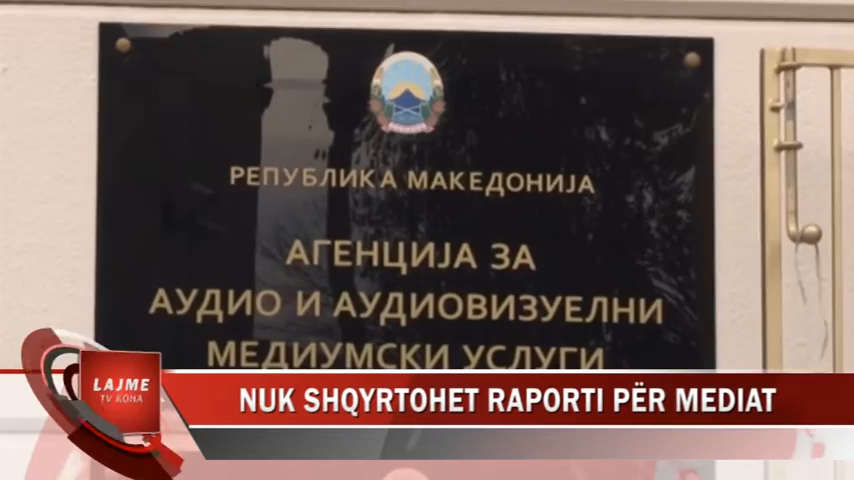 РЕПУБЛИКА МАКЕДОНИЈА
АГЕНЦИЈА ЗА
АУДИО И АУДИОВИЗУЕЛНИ
МЕДИУМСКИ УСЛУГИ
LAJME
TV KOHA
NUK SHQYRTOHET RAPORTI PËR MEDIAT